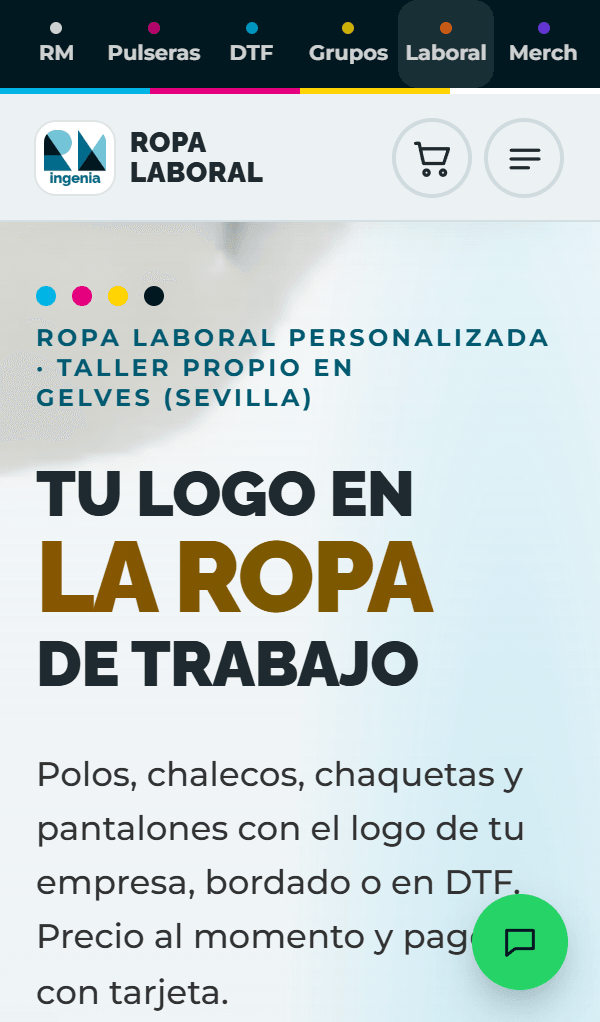 RM
Pulseras
DTF
Grupos
Laboral
Merch
RM
ingenia
ROPA
LABORAL
ROPA LABORAL PERSONALIZADA
· TALLER PROPIO EN
GELVES (SEVILLA)
TU LOGO EN
LA ROPA
DE TRABAJO
Polos, chalecos, chaquetas y
pantalones con el logo de tu
empresa, bordado o en DTF.
Precio al momento y
con tarjeta.